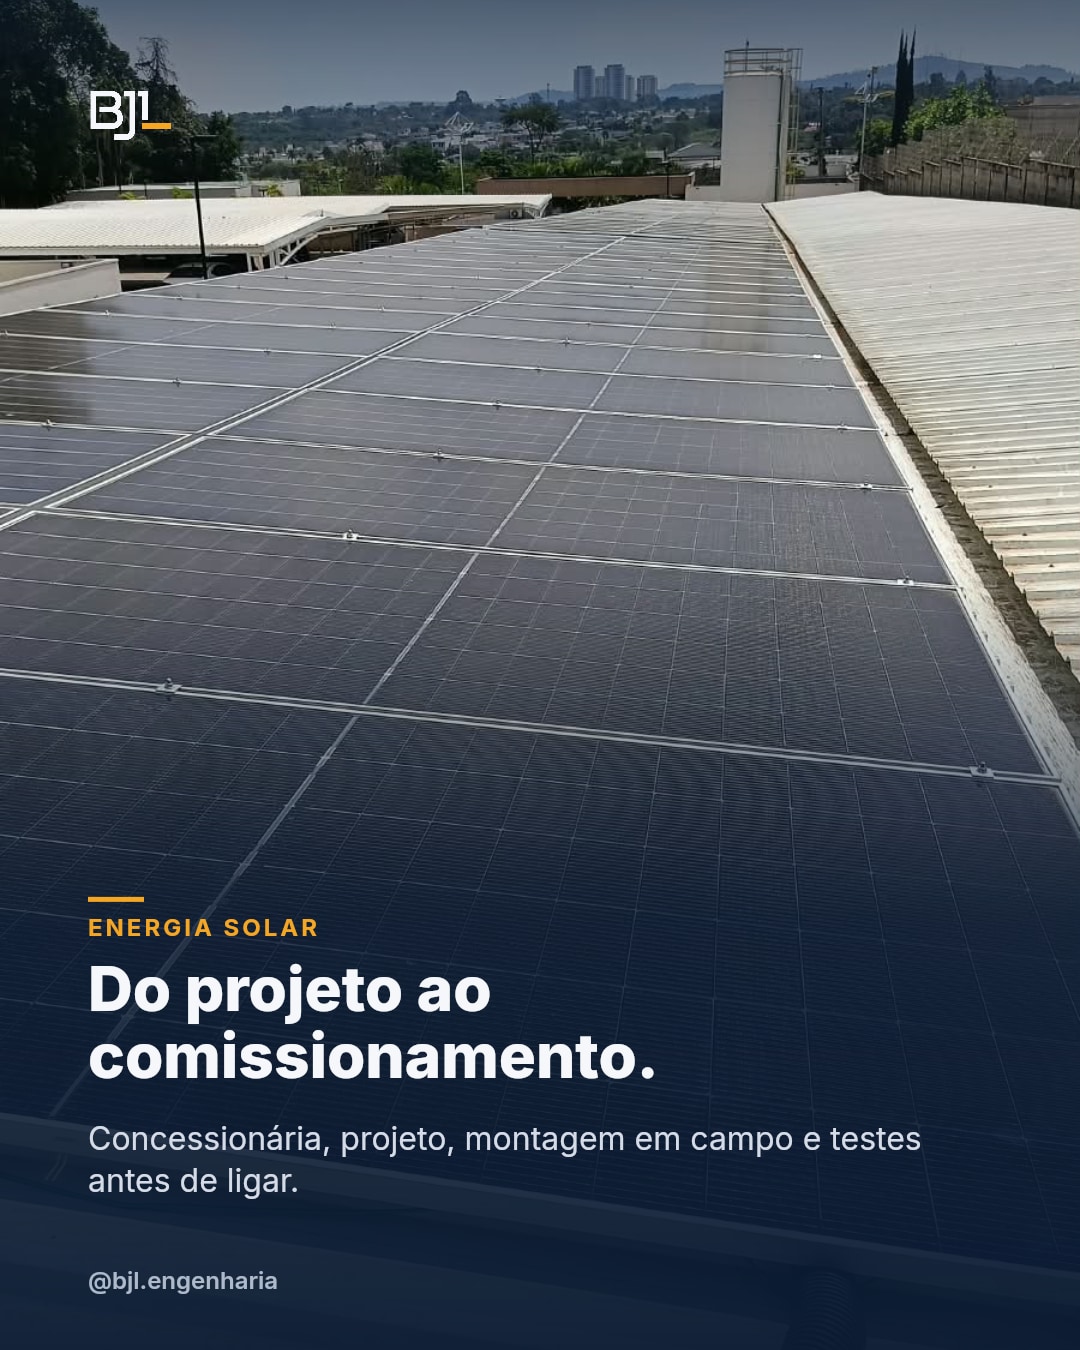 BJL
ENERGIA SOLAR
Do projeto ao
comissionamento.
Concessionária, projeto, montagem em campo e testes
antes de ligar.
@bjl.engenharia